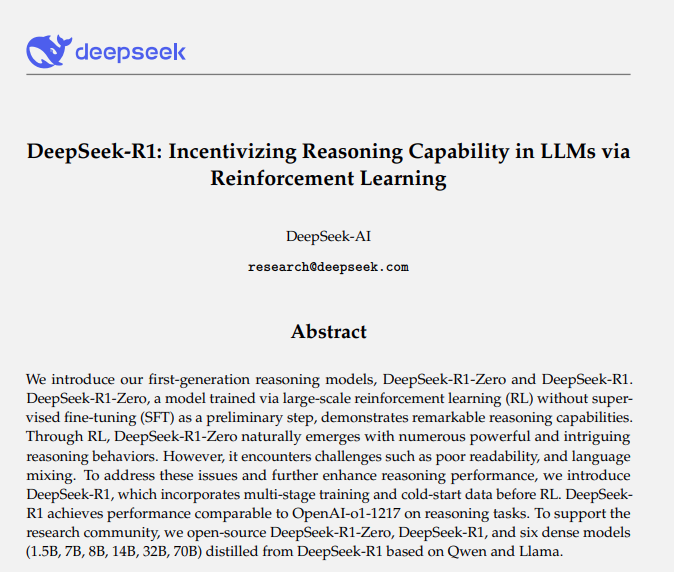 deepseek
DeepSeek-R1: Incentivizing Reasoning Capability in LLMs via
Reinforcement Learning
DeepSeek-AI
research@deepseek.com
Abstract
We introduce our first-generation reasoning models, DeepSeek-R1-Zero and DeepSeek-R1.
DeepSeek-R1-Zero, a model trained via large-scale reinforcement learning (RL) without super-
vised fine-tuning (SFT) as a preliminary step, demonstrates remarkable reasoning capabilities.
Through RL, DeepSeek-R1-Zero naturally emerges with numerous powerful and intriguing
reasoning behaviors. However, it encounters challenges such as poor readability, and language
mixing. To address these issues and further enhance reasoning performance, we introduce
DeepSeek-R1, which incorporates multi-stage training and cold-start data before RL. DeepSeek-
R1 achieves performance comparable to OpenAI-o1-1217 on reasoning tasks. To support the
research community, we open-source DeepSeek-R1-Zero, DeepSeek-R1, and six dense models
(1.5B, 7B, 8B, 14B, 32B, 70B) distilled from DeepSeek-R1 based on Qwen and Llama.